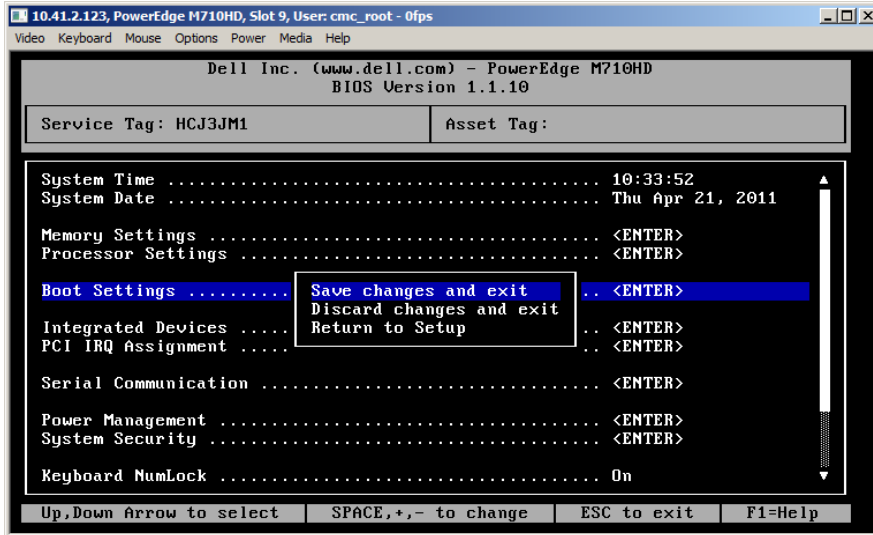 10.41.2.123, PowerEdge M710HD, Slot 9, User: cmc_root - 0fps
Video Keyboard Mouse Options Power Media Help
Dell Inc. (www.dell.com) - PowerEdge M710HD
BIOS Version 1.1.10
Service Tag: HCJ3JM1 Asset Tag:
System Time ......................................... 10:33:52
System Date ......................................... Thu Apr 21, 2011
Memory Settings ..................................... <ENTER>
Processor Settings .................................. <ENTER>
Boot Settings .......... Save changes and exit .. <ENTER>
Discard changes and exit
Integrated Devices ..... Return to Setup .. <ENTER>
PCI IRQ Assignment ..... .. <ENTER>
Serial Communication ................................ <ENTER>
Power Management .................................... <ENTER>
System Security ..................................... <ENTER>
Keyboard NumLock .................................... On
Up,Down Arrow to select SPACE,+,- to change ESC to exit F1=Help